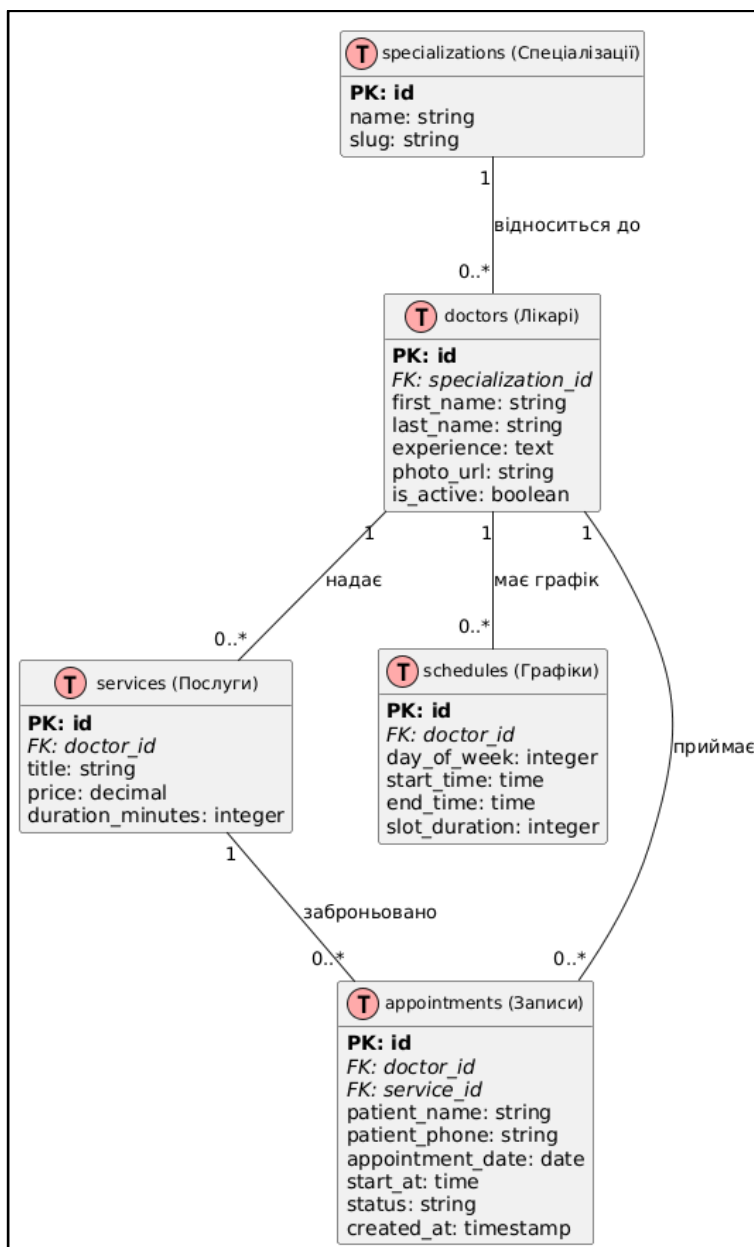 T specializations (Спеціалізації)
PK: id
name: string
slug: string
1
відноситься до
0..*
T doctors (Лікарі)
PK: id
FK: specialization_id
first_name: string
last_name: string
experience: text
photo_url: string
is_active: boolean
1
1
1
надає
має графік
0..*
0..*
T services (Послуги)
PK: id
FK: doctor_id
title: string
price: decimal
duration_minutes: integer
T schedules (Графіки)
PK: id
FK: doctor_id
day_of_week: integer
start_time: time
end_time: time
slot_duration: integer
приймає
1
заброньовано
0..*
0..*
T appointments (Записи)
PK: id
FK: doctor_id
FK: service_id
patient_name: string
patient_phone: string
appointment_date: date
start_at: time
status: string
created_at: timestamp